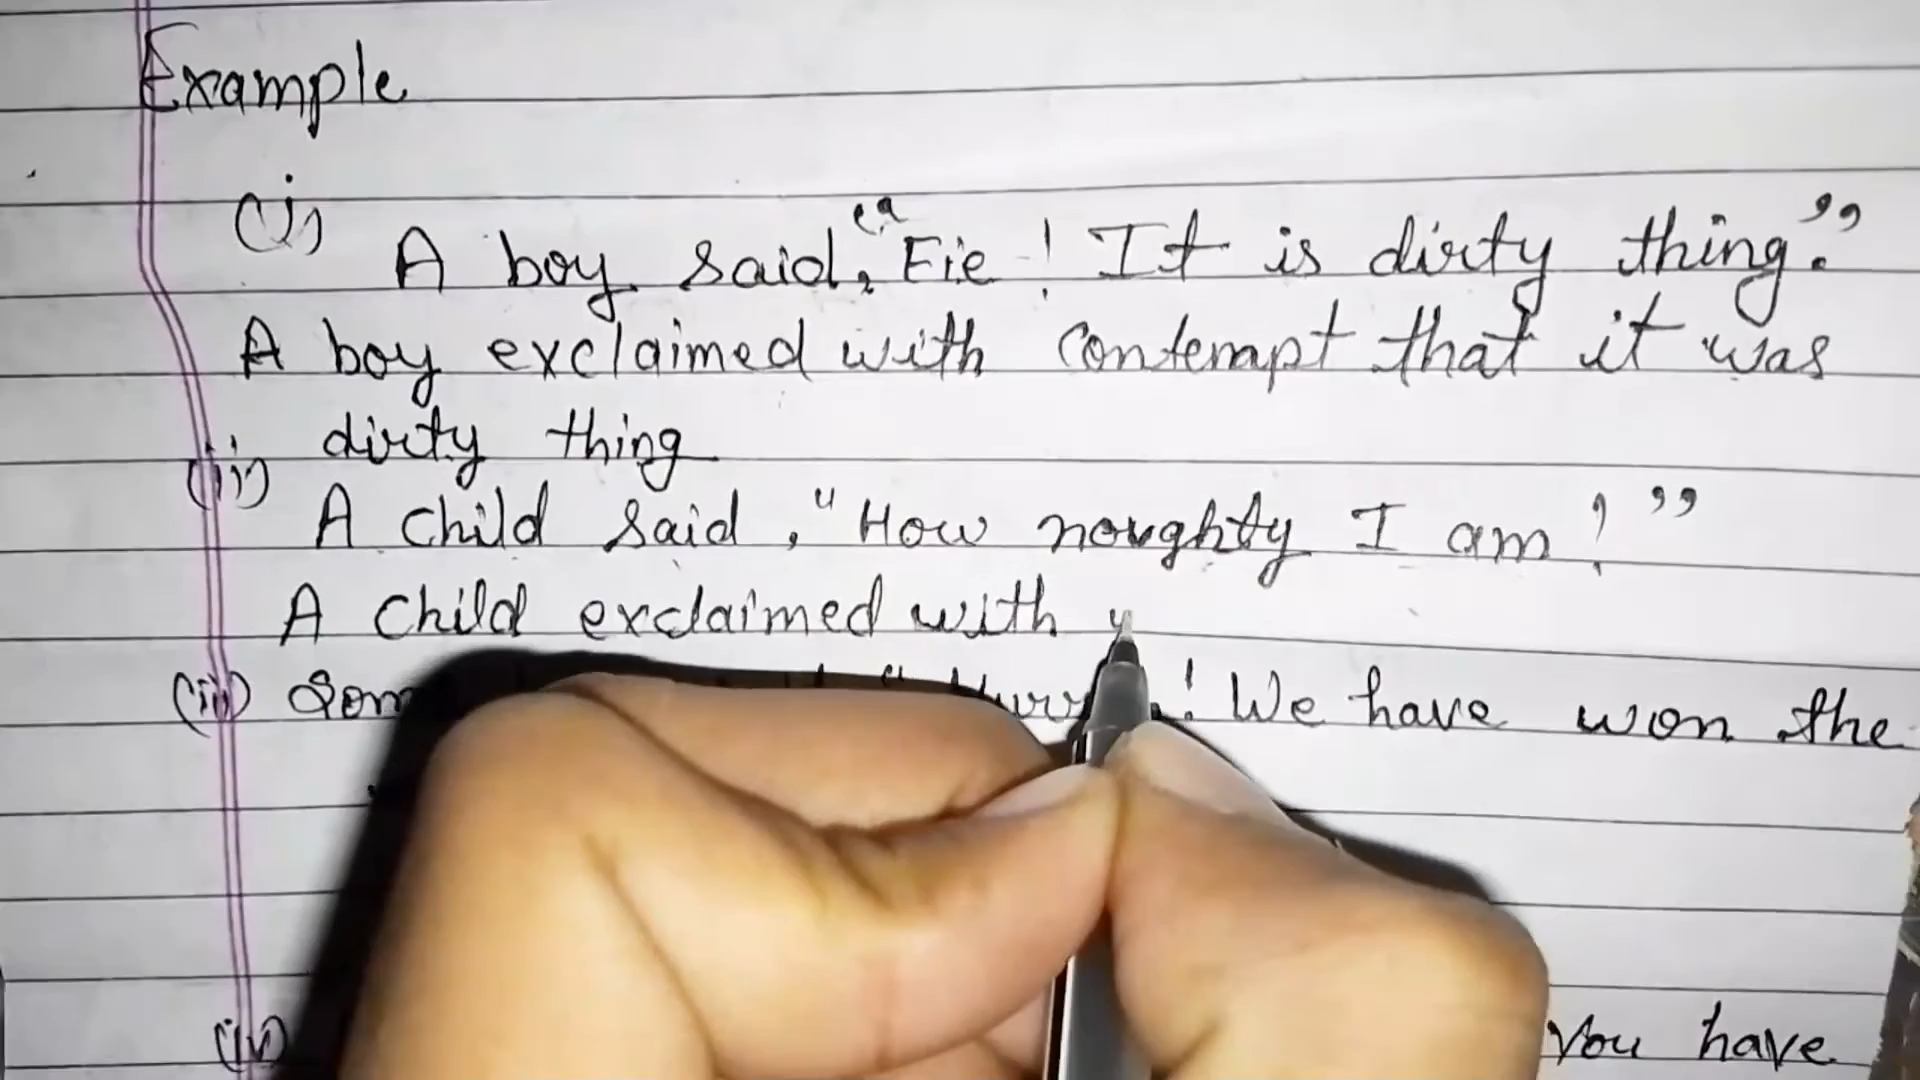 Example
(i)
A boy said, "Fie ! It is dirty thing."
A boy exclaimed with contempt that it was
dirty thing
(ii)
A child said, "How noughty I am ! "
A child exclaimed with
(iii) ! We have won the
(iv) You have